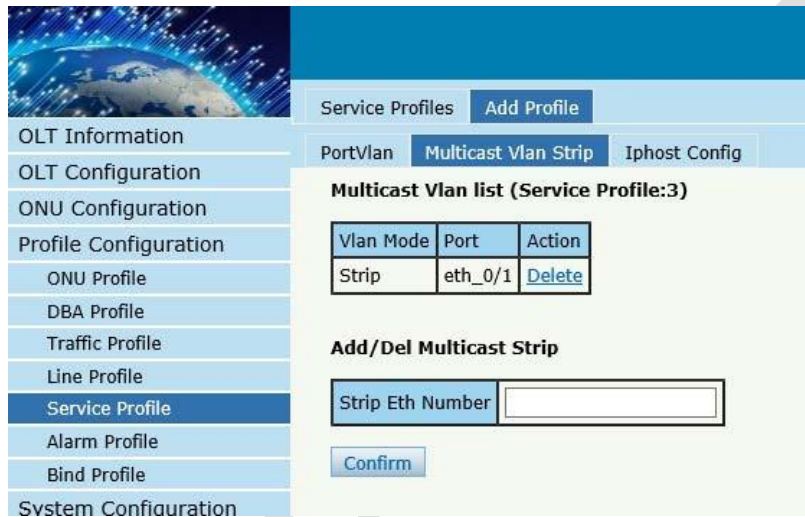 Service Profiles Add Profile
PortVlan Multicast Vlan Strip Iphost Config
OLT Information
OLT Configuration
ONU Configuration
Profile Configuration
ONU Profile
DBA Profile
Traffic Profile
Line Profile
Service Profile
Alarm Profile
Bind Profile
System Configuration
Multicast Vlan list (Service Profile:3)
Vlan Mode Port Action
Strip eth_0/1 Delete
Add/Del Multicast Strip
Strip Eth Number
Confirm